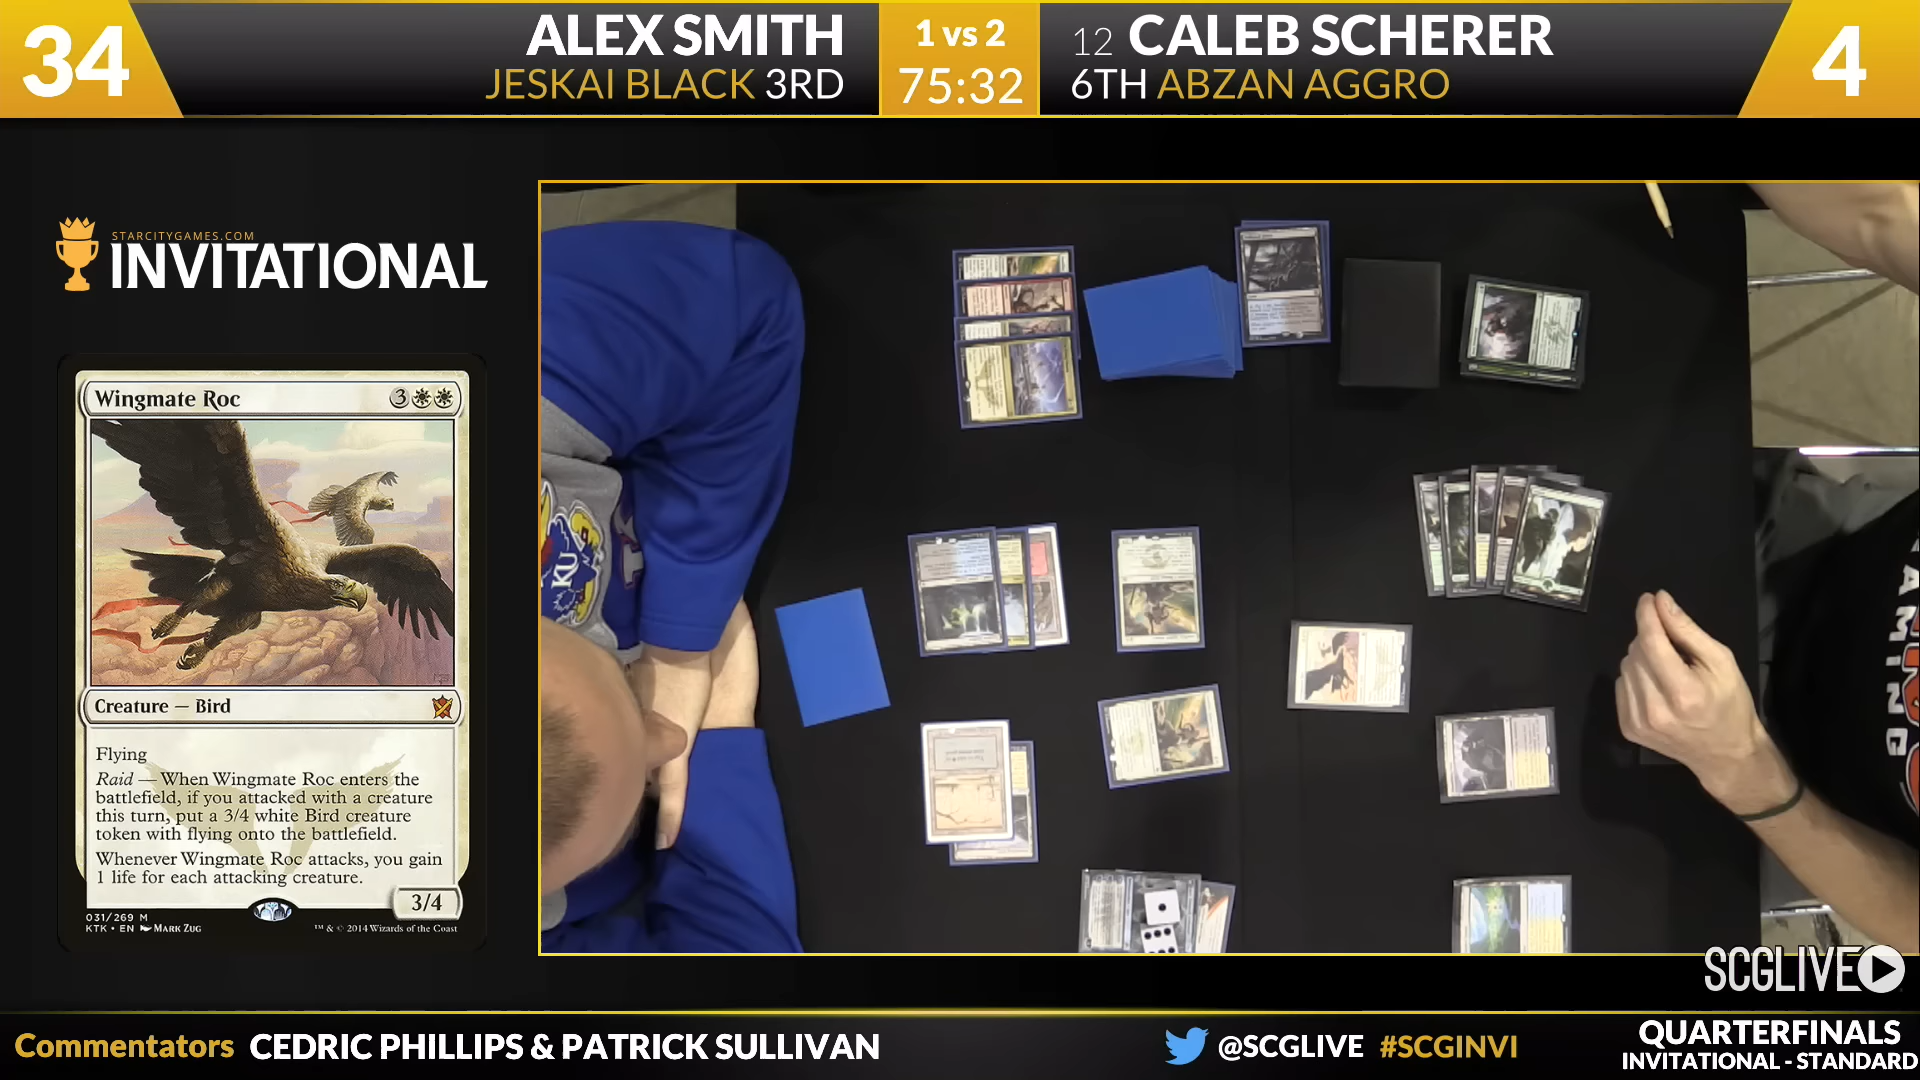 34
ALEX SMITH
JESKAI BLACK 3RD
1 vs 2
75:32
12 CALEB SCHERER
6TH ABZAN AGGRO
4
STARCITYGAMES.COM
INVITATIONAL
Wingmate Roc 3
Creature — Bird
Flying
Raid — When Wingmate Roc enters the
battlefield, if you attacked with a creature
this turn, put a 3/4 white Bird creature
token with flying onto the battlefield.
Whenever Wingmate Roc attacks, you gain
1 life for each attacking creature.
3/4
031/269 M
KTK • EN Mark Zug
™ & © 2014 Wizards of the Coast
KU
AMING
SCGLIVE
Commentators CEDRIC PHILLIPS & PATRICK SULLIVAN
@SCGLIVE #SCGINVI
QUARTERFINALS
INVITATIONAL - STANDARD